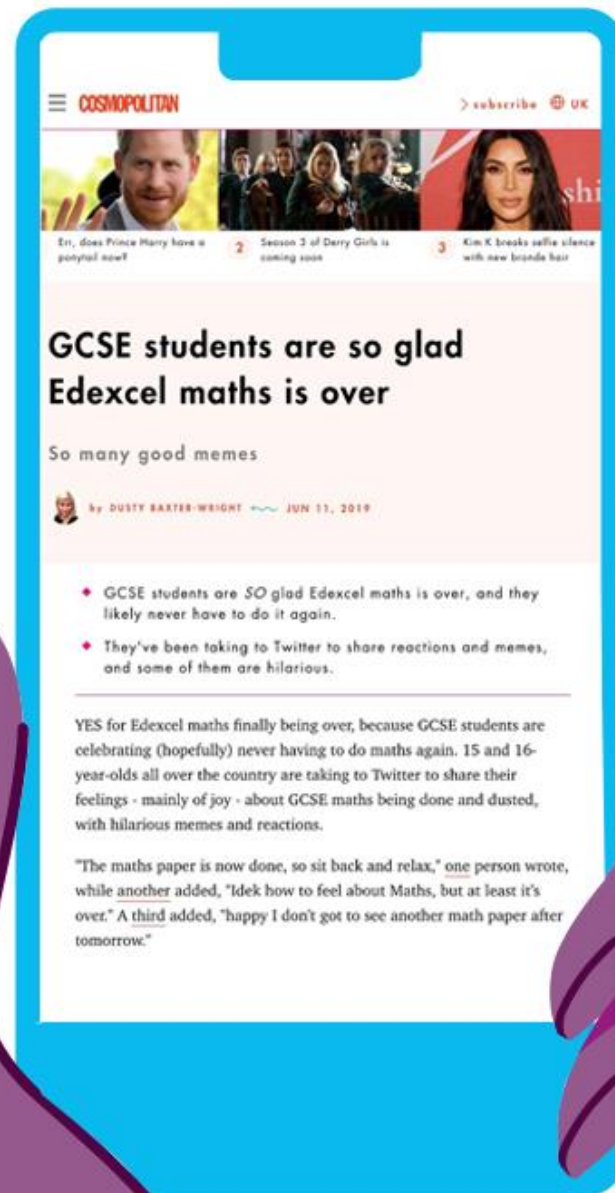 COSMOPOLITAN
> subscribe UK
shi
Err, does Prince Harry have a
ponytail now?
2 Season 3 of Derry Girls is
coming soon
3 Kim K breaks selfie silence
with new bronde hair
GCSE students are so glad
Edexcel maths is over
So many good memes
by DUSTY BAXTER-WRIGHT JUN 11, 2019
GCSE students are SO glad Edexcel maths is over, and they
likely never have to do it again.
They've been taking to Twitter to share reactions and memes,
and some of them are hilarious.
YES for Edexcel maths finally being over, because GCSE students are
celebrating (hopefully) never having to do maths again. 15 and 16-
year-olds all over the country are taking to Twitter to share their
feelings - mainly of joy - about GCSE maths being done and dusted,
with hilarious memes and reactions.
"The maths paper is now done, so sit back and relax," one person wrote,
while another added, "Idek how to feel about Maths, but at least it's
over." A third added, "happy I don't got to see another math paper after
tomorrow."